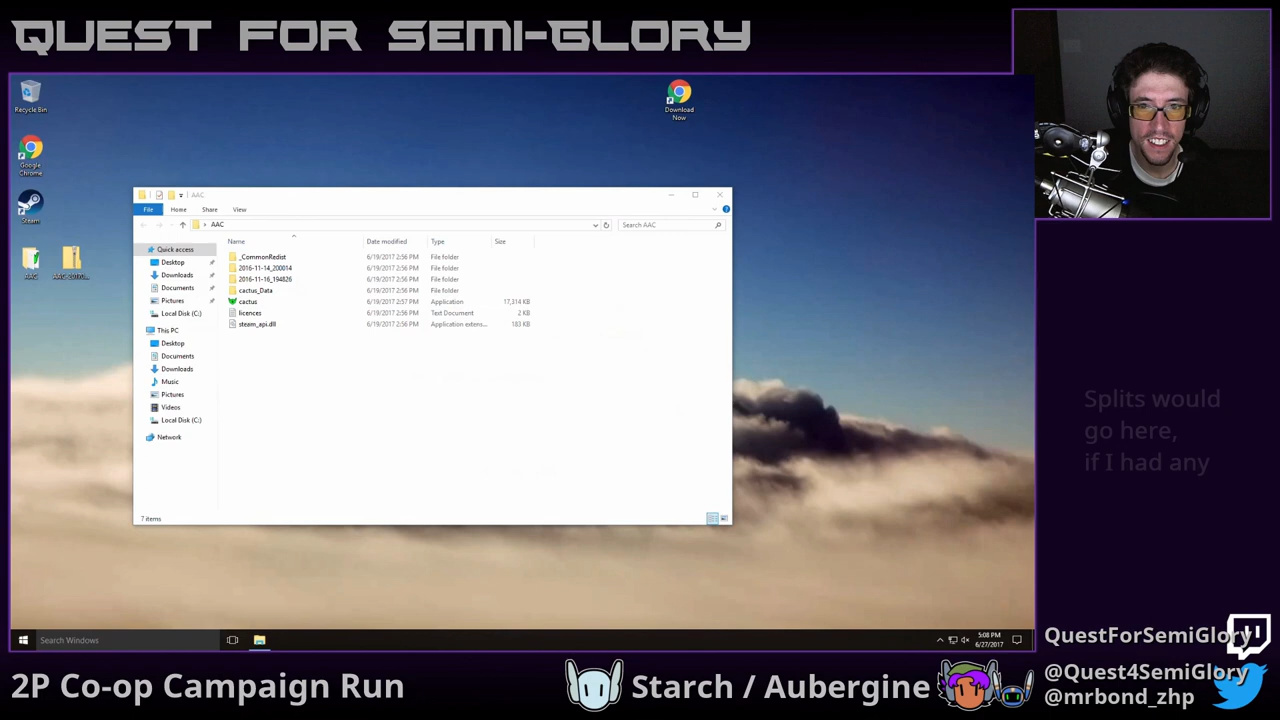 QUEST FOR SEMI-GLORY
Recycle Bin
Google
Chrome
Steam
AAC
Download
Now
AAC
File Home Share View
AAC
Search AAC
Name Date modified Type Size
Quick access
Desktop
Downloads
Documents
Pictures
Local Disk (C:)
This PC
Desktop
Documents
Downloads
Music
Pictures
Videos
Local Disk (C:)
Network
_CommonRedist 6/19/2017 2:56 PM File folder
2016-11-14_200014 6/19/2017 2:56 PM File folder
2016-11-16_194826 6/19/2017 2:56 PM File folder
cactus_Data 6/19/2017 2:56 PM File folder
cactus 6/19/2017 2:57 PM Application 17,314 KB
licences 6/19/2017 2:56 PM Text Document 2 KB
steam_api.dll 6/19/2017 2:56 PM Application extens... 183 KB
7 items
Search Windows
5:08 PM
6/27/2017
Splits would
go here,
if I had any
QuestForSemiGlory
@Quest4SemiGlory
@mrbond_zhp
2P Co-op Campaign Run
Starch / Aubergine